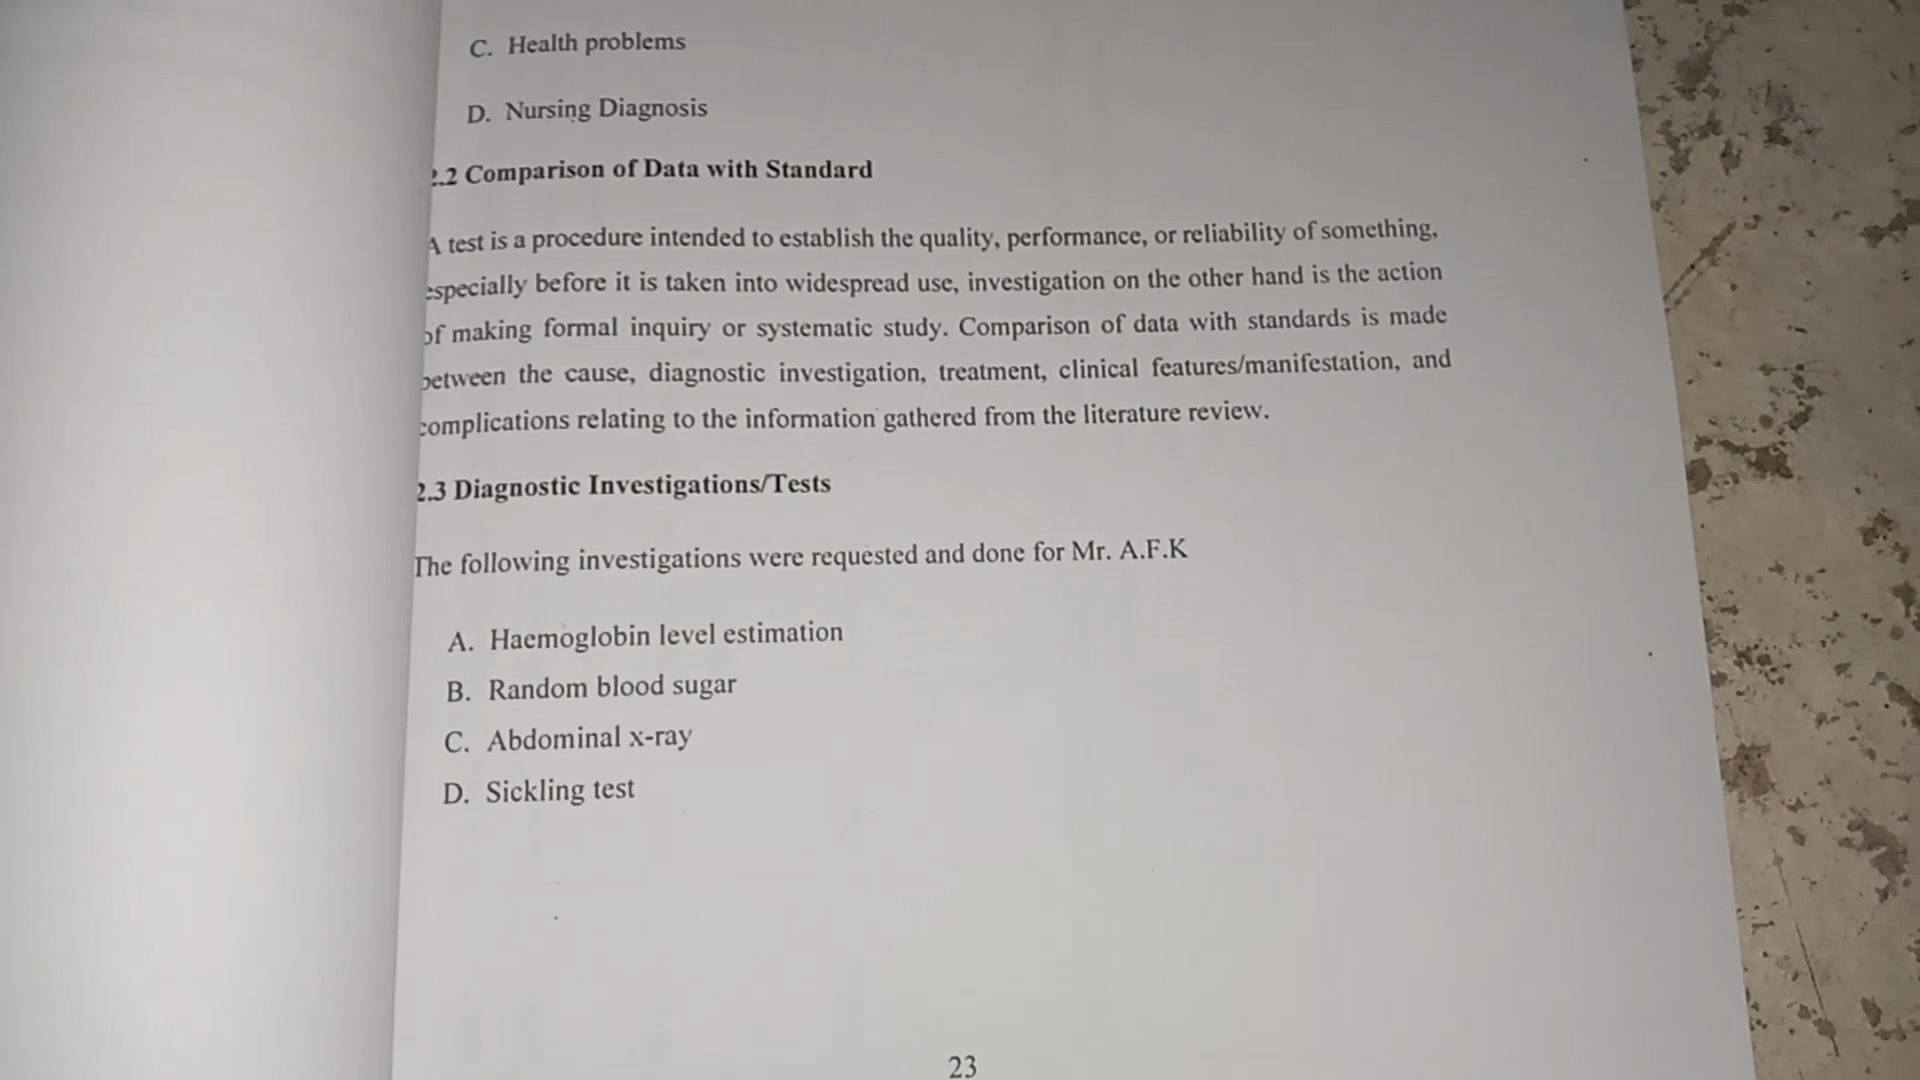 C. Health problems
D. Nursing Diagnosis
2.2 Comparison of Data with Standard
A test is a procedure intended to establish the quality, performance, or reliability of something,
especially before it is taken into widespread use, investigation on the other hand is the action
of making formal inquiry or systematic study. Comparison of data with standards is made
between the cause, diagnostic investigation, treatment, clinical features/manifestation, and
complications relating to the information gathered from the literature review.
2.3 Diagnostic Investigations/Tests
The following investigations were requested and done for Mr. A.F.K
A. Haemoglobin level estimation
B. Random blood sugar
C. Abdominal x-ray
D. Sickling test
23